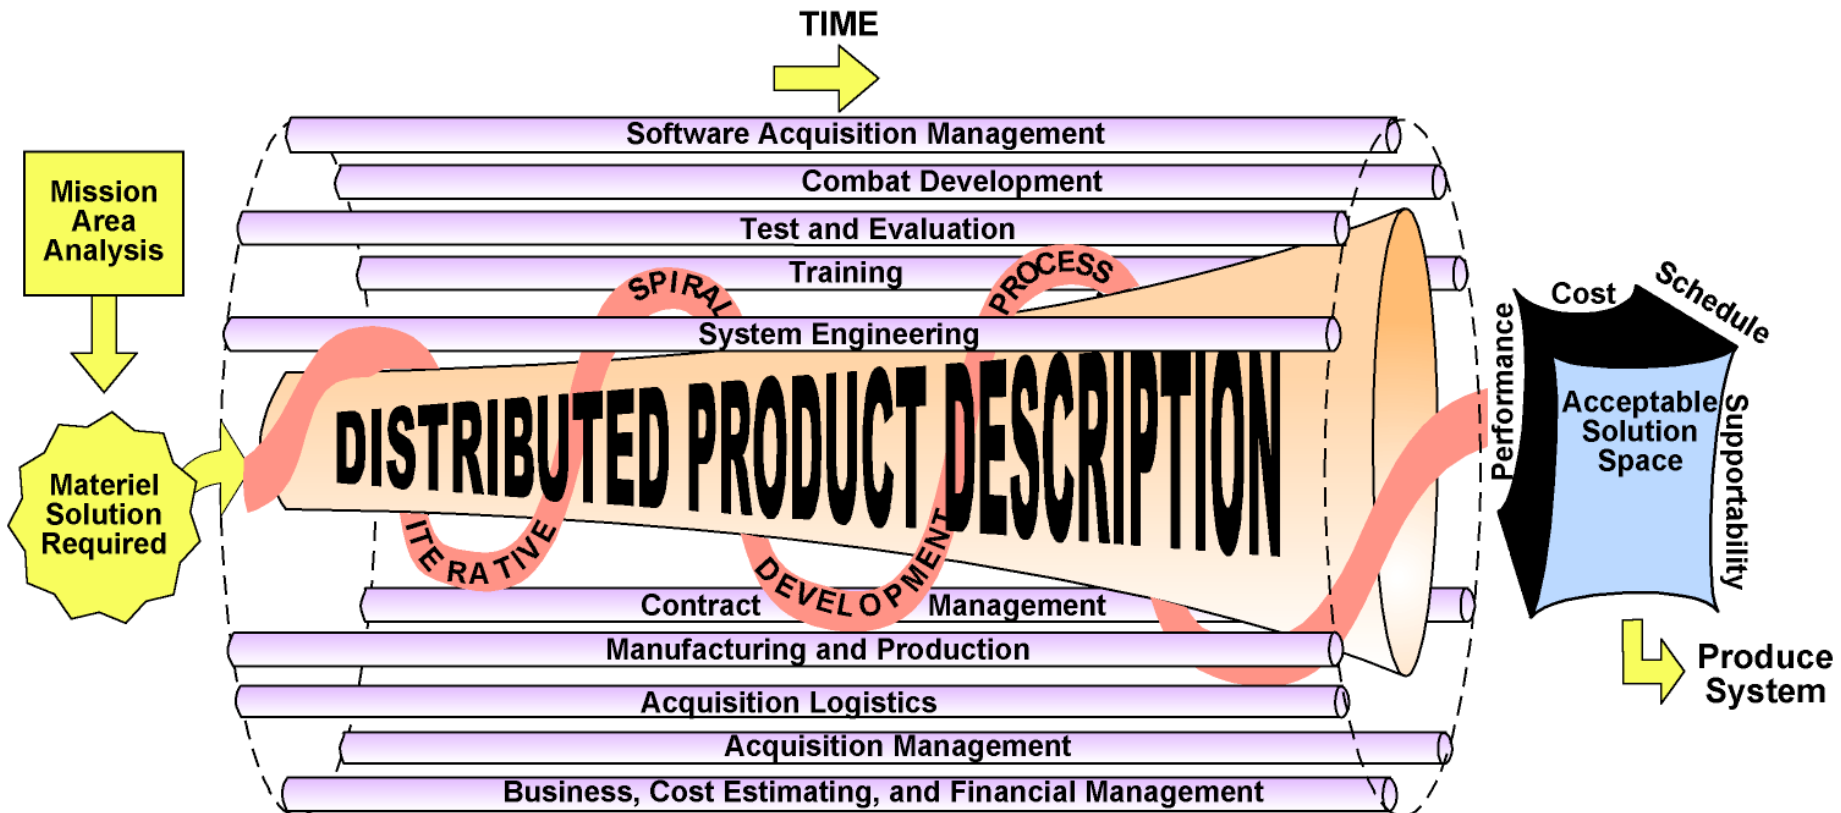 TIME
Software Acquisition Management
Combat Development
Test and Evaluation
Training
System Engineering
Mission
Area
Analysis
Materiel
Solution
Required
ITERATIVE
SPIRAL
DEVELOPMENT
PROCESS
DISTRIBUTED PRODUCT DESCRIPTION
Contract Management
Manufacturing and Production
Acquisition Logistics
Acquisition Management
Business, Cost Estimating, and Financial Management
Performance
Cost
Schedule
Supportability
Acceptable
Solution
Space
Produce
System